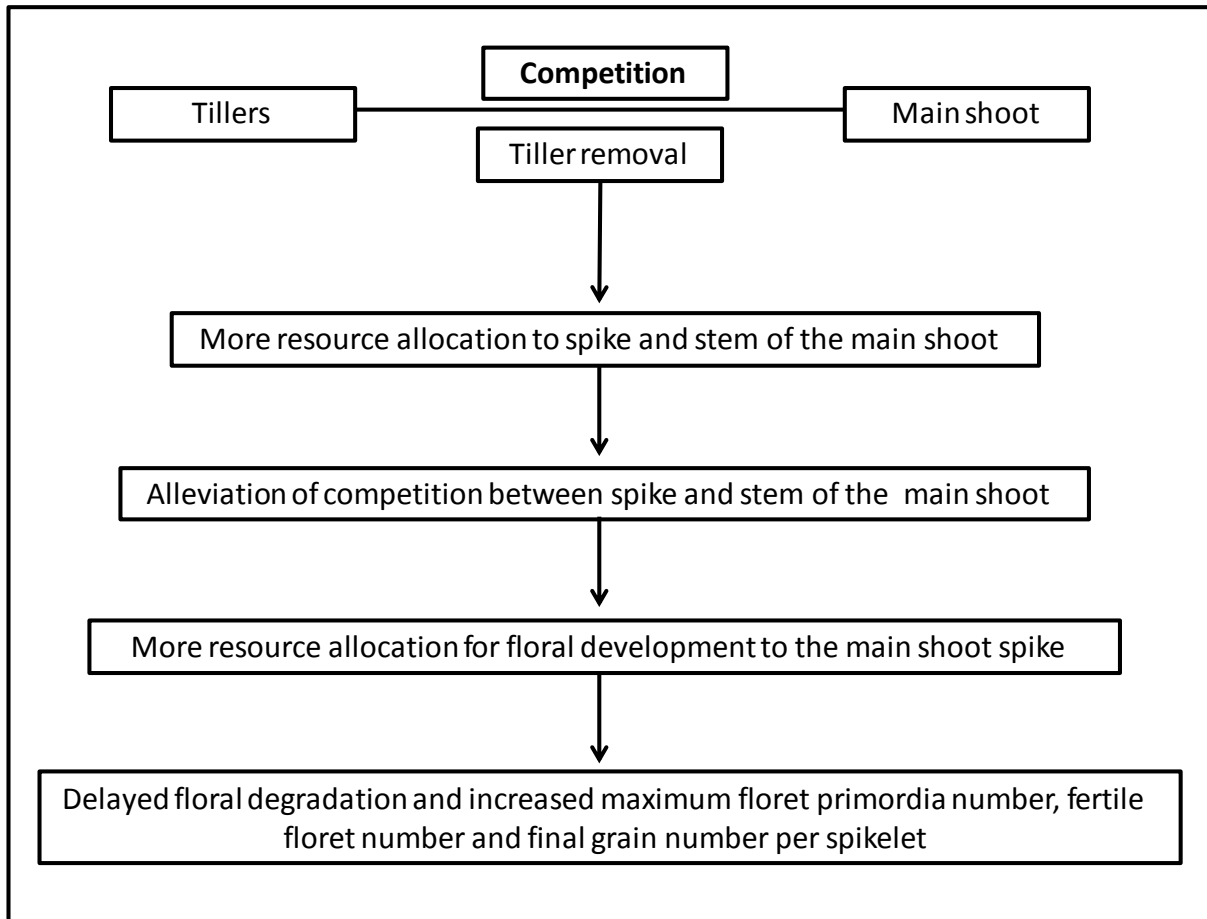 Competition
Tillers
Main shoot
Tiller removal
More resource allocation to spike and stem of the main shoot
Alleviation of competition between spike and stem of the main shoot
More resource allocation for floral development to the main shoot spike
Delayed floral degradation and increased maximum floret primordia number, fertile
floret number and final grain number per spikelet